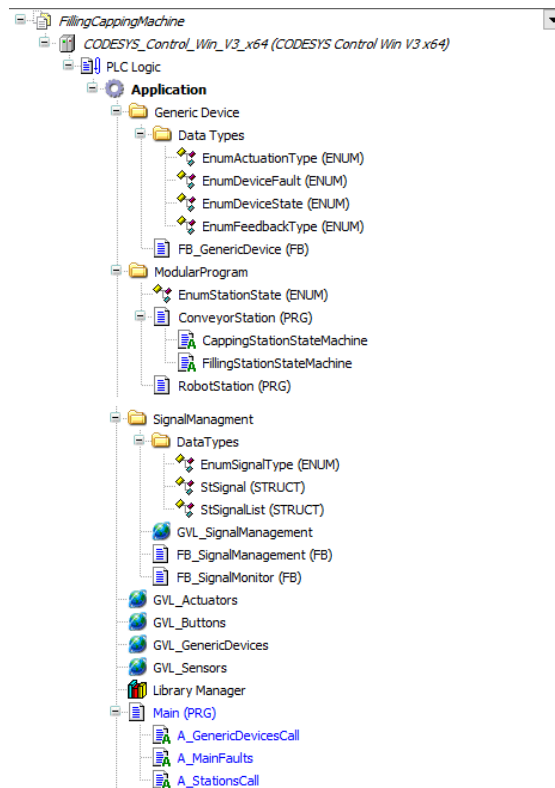 FillingCappingMachine
CODESYS_Control_Win_V3_x64 (CODESYS Control Win V3 x64)
PLC Logic
Application
Generic Device
Data Types
EnumActuationType (ENUM)
EnumDeviceFault (ENUM)
EnumDeviceState (ENUM)
EnumFeedbackType (ENUM)
FB_GenericDevice (FB)
ModularProgram
EnumStationState (ENUM)
ConveyorStation (PRG)
CappingStationStateMachine
FillingStationStateMachine
RobotStation (PRG)
SignalManagment
DataTypes
EnumSignalType (ENUM)
StSignal (STRUCT)
StSignalList (STRUCT)
GVL_SignalManagement
FB_SignalManagement (FB)
FB_SignalMonitor (FB)
GVL_Actuators
GVL_Buttons
GVL_GenericDevices
GVL_Sensors
Library Manager
Main (PRG)
A_GenericDevicesCall
A_MainFaults
A_StationsCall